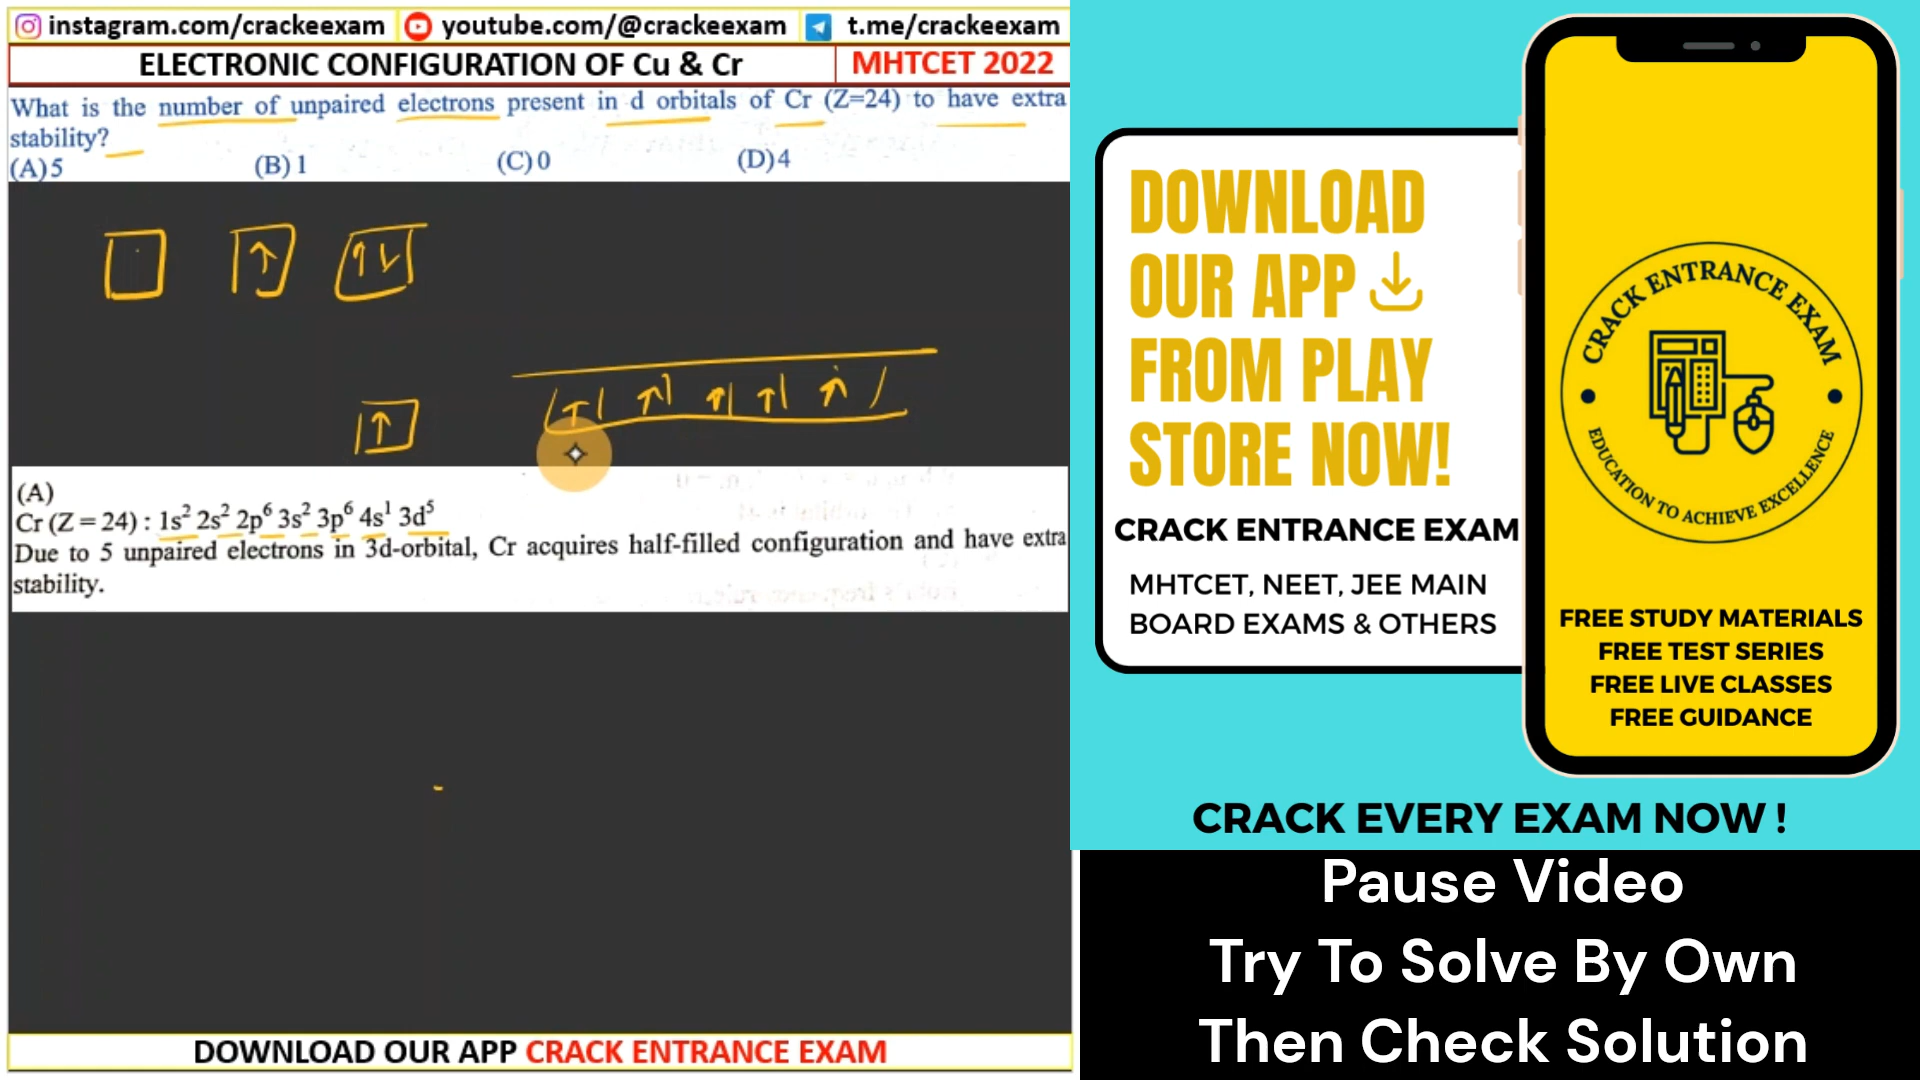 instagram.com/crackeexam youtube.com/@crackeexam t.me/crackeexam
ELECTRONIC CONFIGURATION OF Cu & Cr MHTCET 2022
What is the number of unpaired electrons present in d orbitals of Cr (Z=24) to have extra
stability?
(A) 5 (B) 1 (C) 0 (D) 4
(A)
Cr (Z = 24) : 1s² 2s² 2p⁶ 3s² 3p⁶ 4s¹ 3d⁵
Due to 5 unpaired electrons in 3d-orbital, Cr acquires half-filled configuration and have extra
stability.
DOWNLOAD OUR APP CRACK ENTRANCE EXAM
DOWNLOAD
OUR APP
FROM PLAY
STORE NOW!
CRACK ENTRANCE EXAM
MHTCET, NEET, JEE MAIN
BOARD EXAMS & OTHERS
CRACK ENTRANCE EXAM
EDUCATION TO ACHIEVE EXCELLENCE
FREE STUDY MATERIALS
FREE TEST SERIES
FREE LIVE CLASSES
FREE GUIDANCE
CRACK EVERY EXAM NOW !
Pause Video
Try To Solve By Own
Then Check Solution